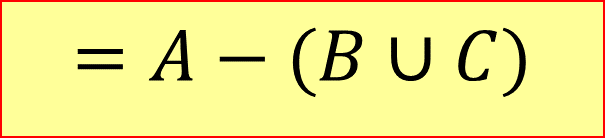 = A − (B ∪ C)